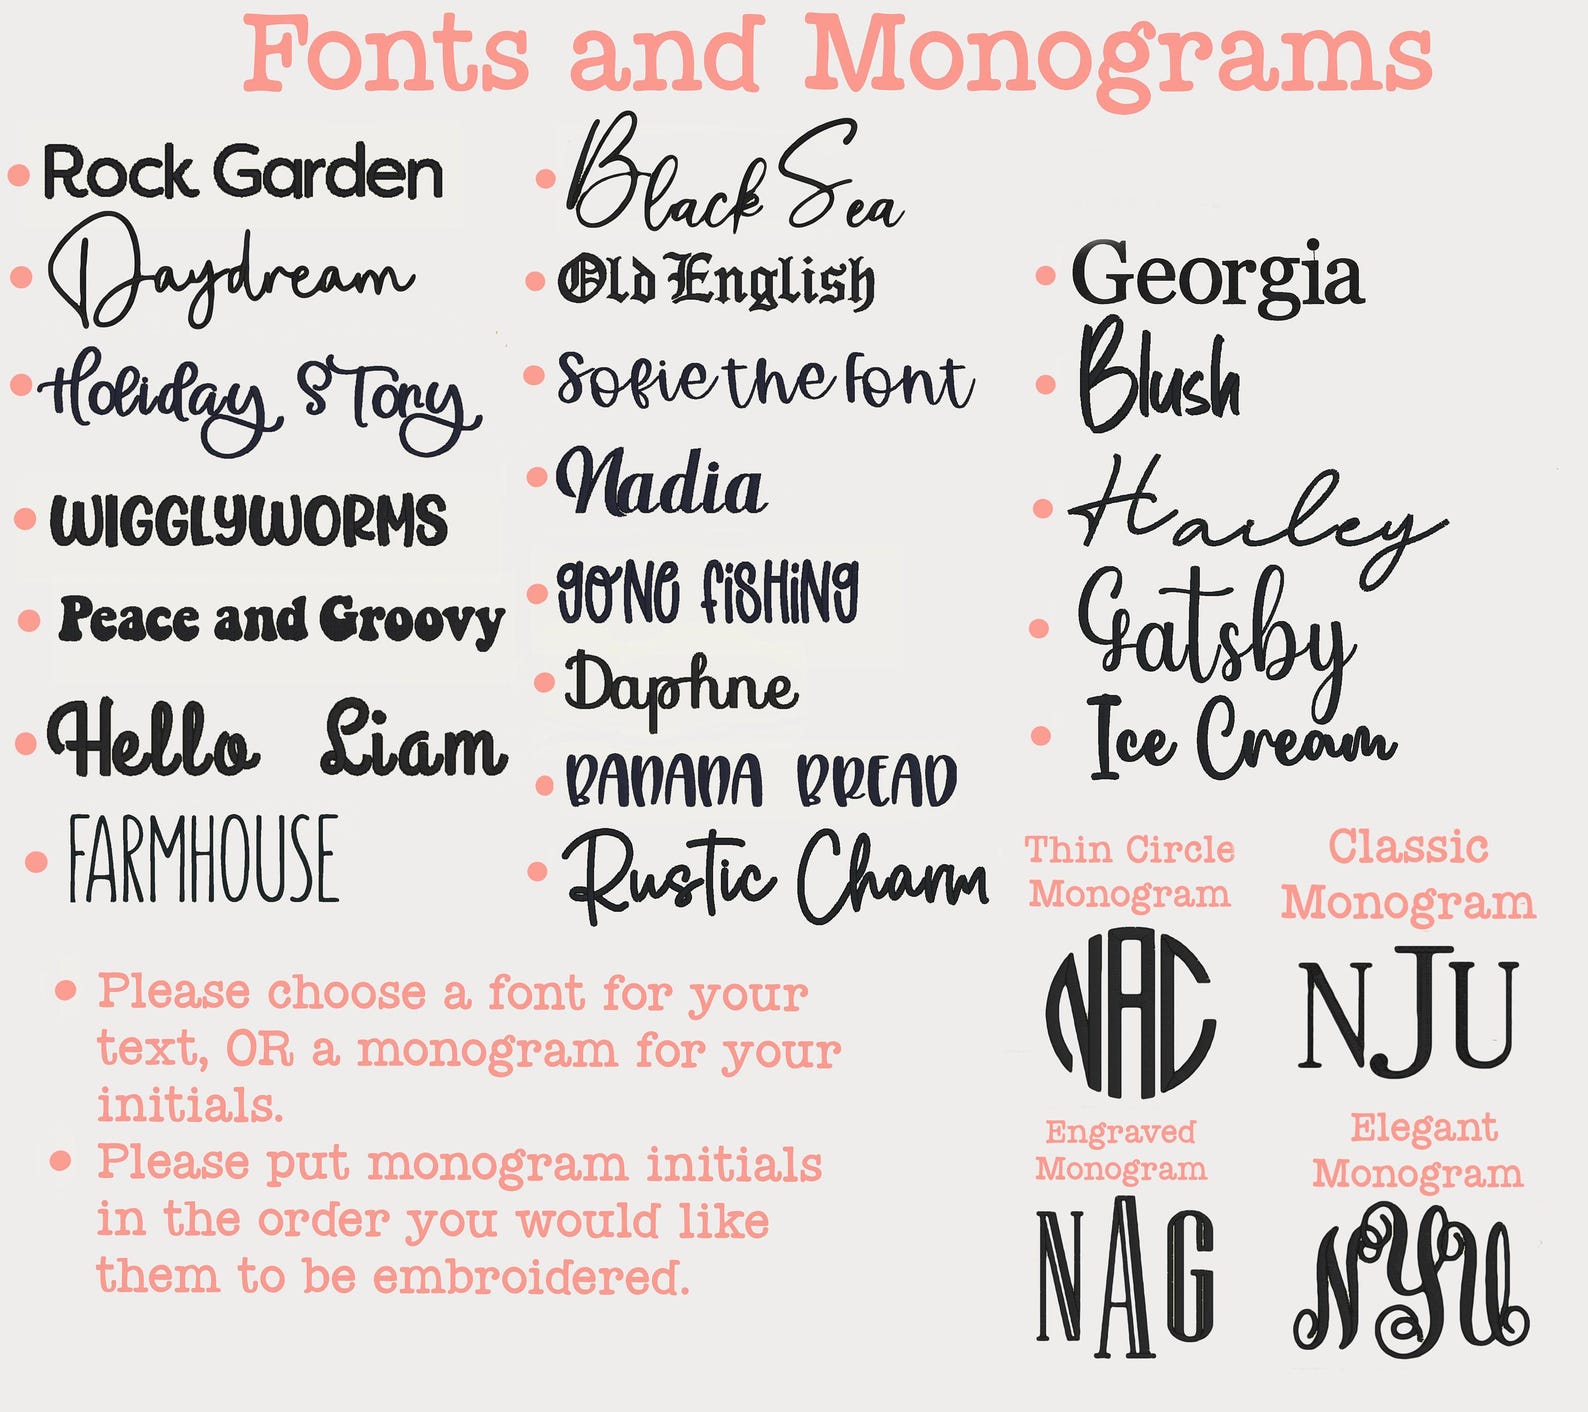 Fonts and Monograms
Rock Garden
Daydream
Holiday STory
WIGGLYWORMS
Peace and Groovy
Hello Liam
FARMHOUSE
Black Sea
Old English
Sofie the Font
Nadia
gONE fiSHiNg
Daphne
BANANA BREAD
Rustic Charm
Georgia
Blush
Hailey
Gatsby
Ice Cream
Thin Circle
Monogram
NAC
Classic
Monogram
NJU
Engraved
Monogram
NAG
Elegant
Monogram
NYU
Please choose a font for your
text, OR a monogram for your
initials.
Please put monogram initials
in the order you would like
them to be embroidered.